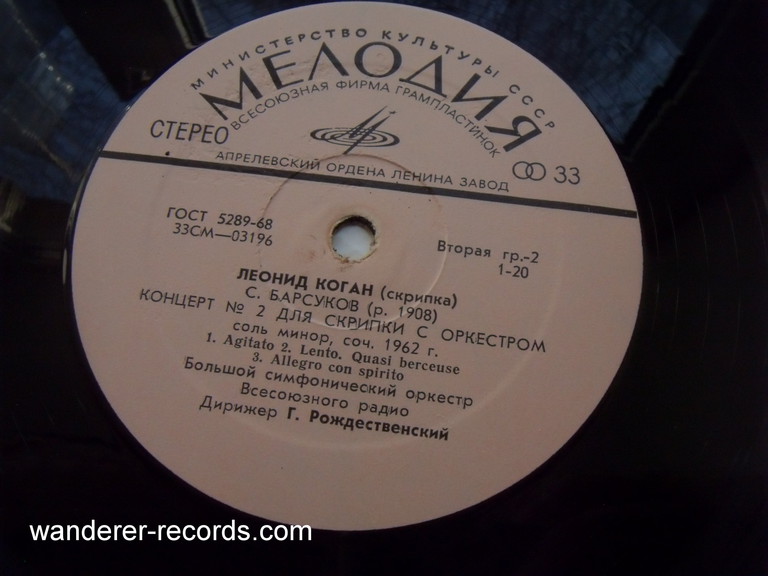 МИНИСТЕРСТВО КУЛЬТУРЫ СССР
МЕЛОДИЯ
ВСЕСОЮЗНАЯ ФИРМА ГРАМПЛАСТИНОК
СТЕРЕО
АПРЕЛЕВСКИЙ ОРДЕНА ЛЕНИНА ЗАВОД
33
ГОСТ 5289-68
33СМ—03196
Вторая гр.-2
1-20
ЛЕОНИД КОГАН (скрипка)
С. БАРСУКОВ (р. 1908)
КОНЦЕРТ № 2 ДЛЯ СКРИПКИ С ОРКЕСТРОМ
соль минор, соч. 1962 г.
1. Agitato 2. Lento. Quasi berceuse
3. Allegro con spirito
Большой симфонический оркестр
Всесоюзного радио
Дирижер Г. Рождественский
wanderer-records.com